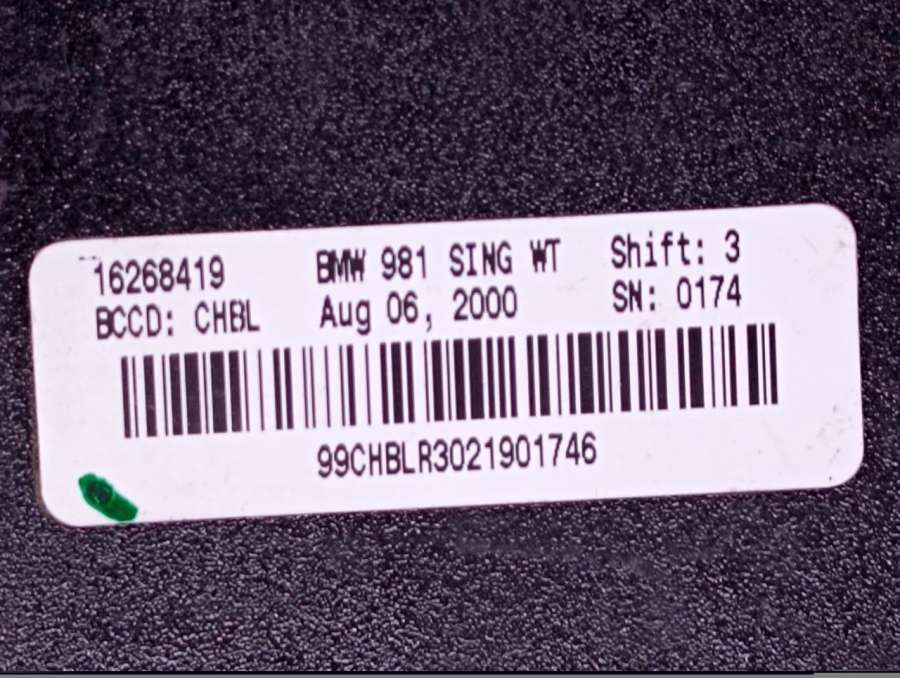 16268419 BMW 981 SING WT Shift: 3
BCCD: CHBL Aug 06, 2000 SN: 0174
99CHBLR3021901746